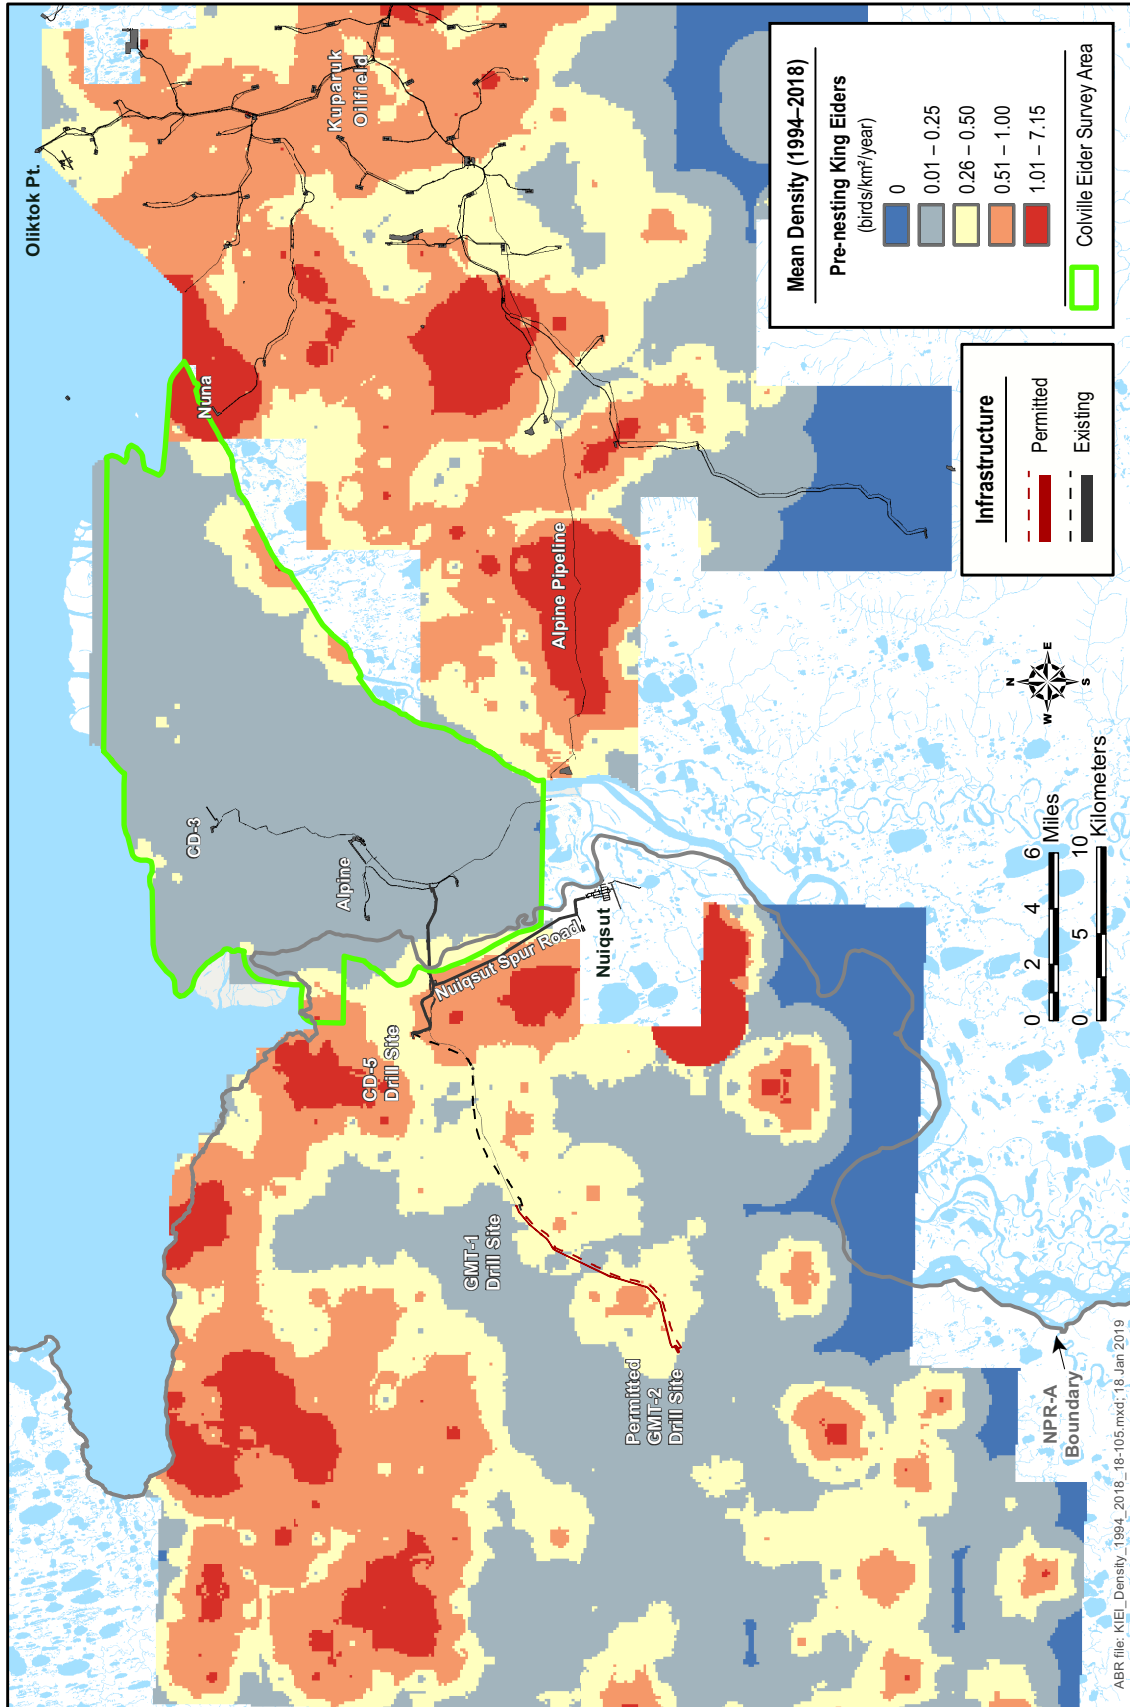 Oliktok Pt.
Kuparuk
Oilfield
Nuna
Alpine Pipeline
CD-3
Alpine
Nuiqsut Spur Road
Nuiqsut
CD-5
Drill Site
GMT-1
Drill Site
Permitted
GMT-2
Drill Site
NPR-A
Boundary
Mean Density (1994–2018)
Pre-nesting King Eiders
(birds/km²/year)
0
0.01 – 0.25
0.26 – 0.50
0.51 – 1.00
1.01 – 7.15
Colville Eider Survey Area
Infrastructure
Permitted
Existing
N
W E
S
0 2 4 6
Miles
0 5 10
Kilometers
ABR file: KIEI_Density_1994_2018_18-105.mxd; 18 Jan 2019